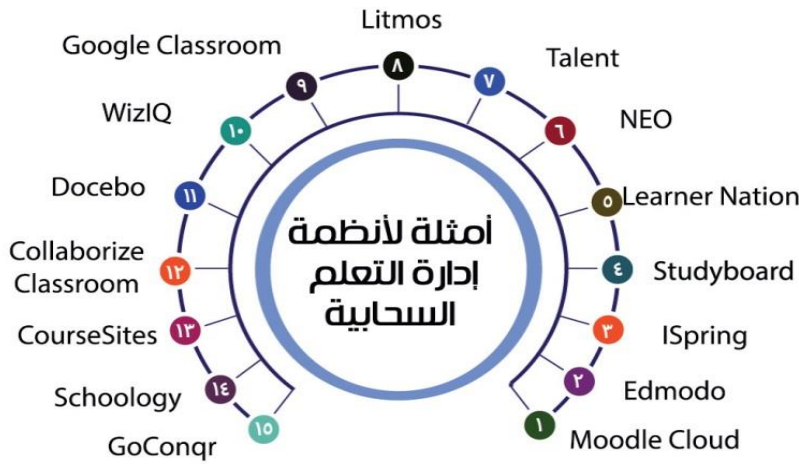 أمثلة لأنظمة
إدارة التعلم
السحابية
١ Moodle Cloud
٢ Edmodo
٣ ISpring
٤ Studyboard
٥ Learner Nation
٦ NEO
٧ Talent
٨ Litmos
٩ Google Classroom
١٠ WizIQ
١١ Docebo
١٢ Collaborize
Classroom
١٣ CourseSites
١٤ Schoology
١٥ GoConqr